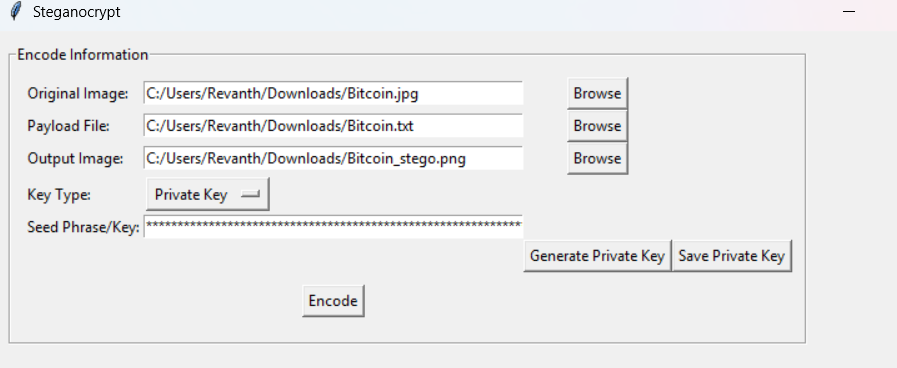 Steganocrypt
Encode Information
Original Image: C:/Users/Revanth/Downloads/Bitcoin.jpg Browse
Payload File: C:/Users/Revanth/Downloads/Bitcoin.txt Browse
Output Image: C:/Users/Revanth/Downloads/Bitcoin_stego.png Browse
Key Type: Private Key
Seed Phrase/Key: ****************************************************************
Generate Private Key Save Private Key
Encode